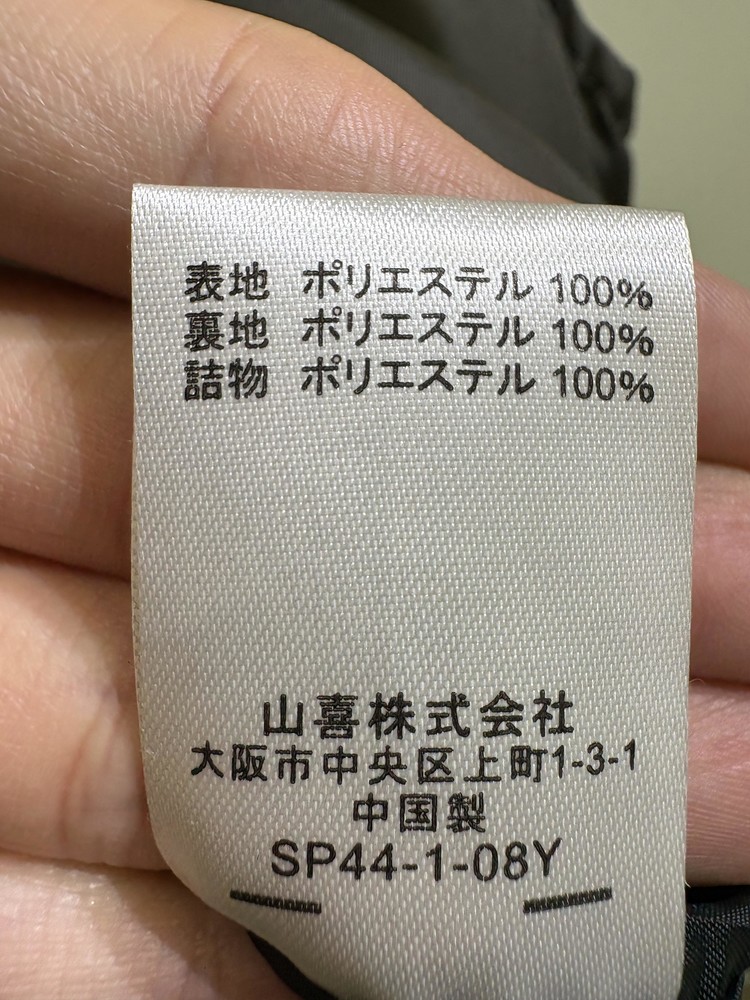 表地 ポリエステル 100%
裏地 ポリエステル 100%
詰物 ポリエステル 100%
山喜株式会社
大阪市中央区上町1-3-1
中国製
SP44-1-08Y